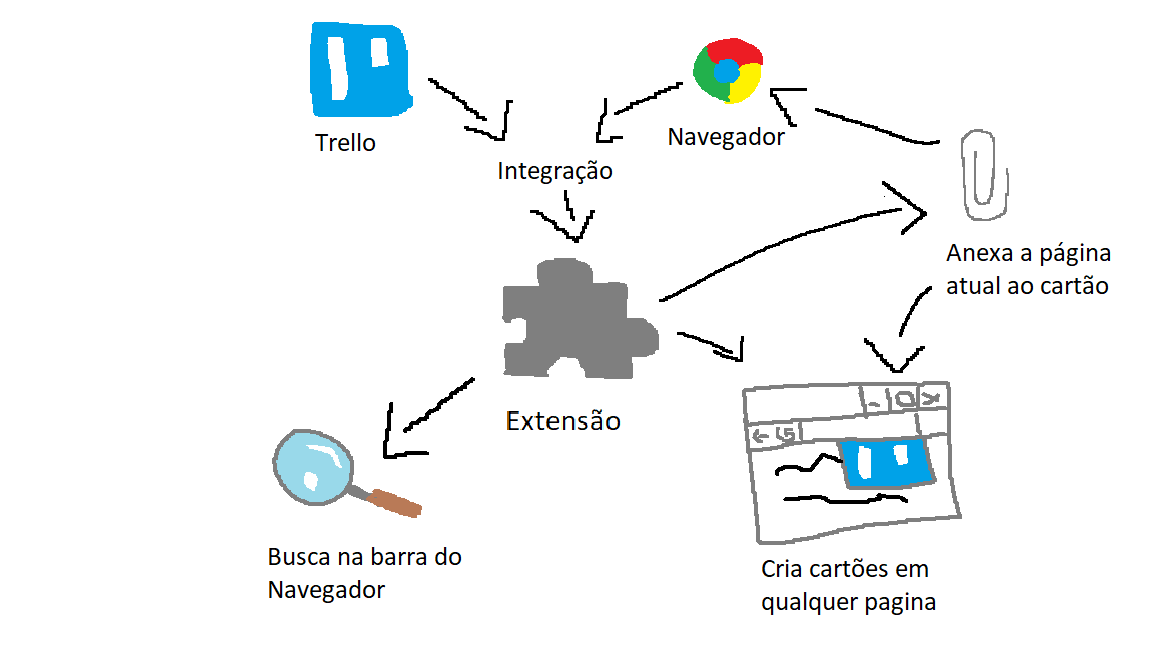 Trello
Navegador
Integração
Anexa a página
atual ao cartão
Extensão
Busca na barra do
Navegador
Cria cartões em
qualquer pagina